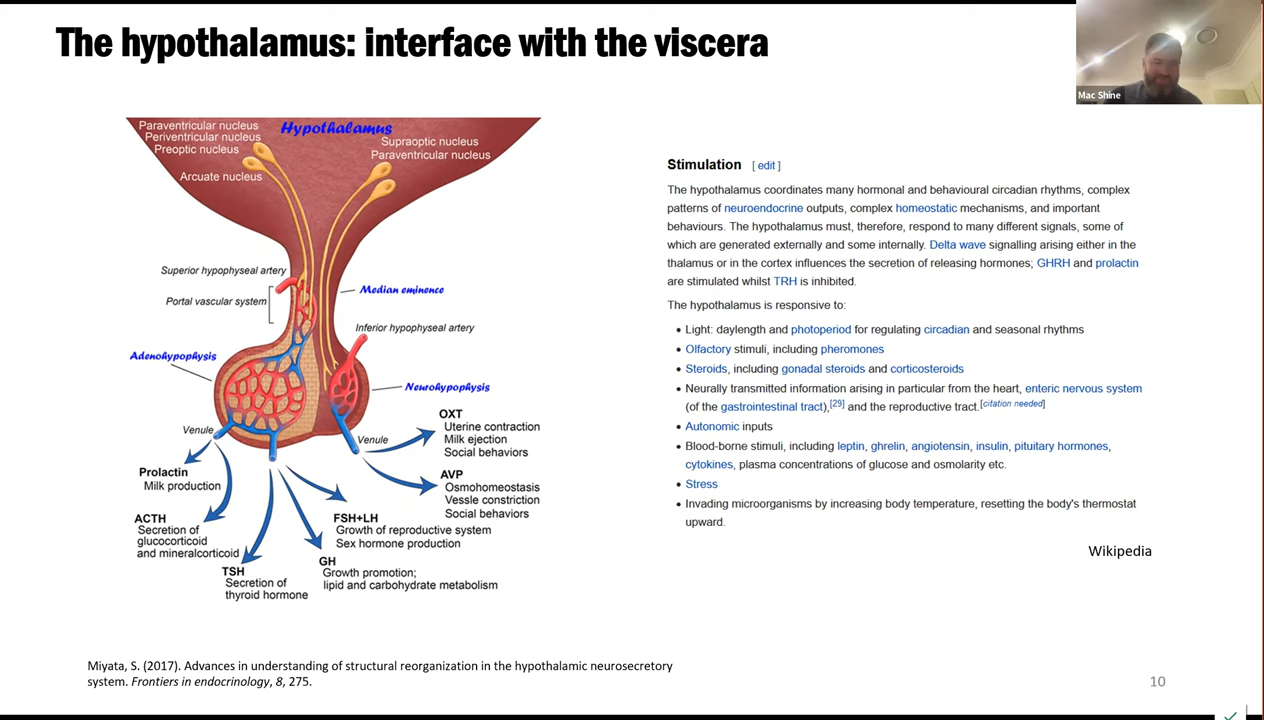 The hypothalamus: interface with the viscera
Mac Shine
Hypothalamus
Paraventricular nucleus
Periventricular nucleus
Preoptic nucleus
Arcuate nucleus
Supraoptic nucleus
Paraventricular nucleus
Superior hypophyseal artery
Portal vascular system
Median eminence
Inferior hypophyseal artery
Adenohypophysis
Neurohypophysis
Venule
Venule
OXT
Uterine contraction
Milk ejection
Social behaviors
AVP
Osmohomeostasis
Vessle constriction
Social behaviors
Prolactin
Milk production
ACTH
Secretion of
glucocorticoid
and mineralcorticoid
TSH
Secretion of
thyroid hormone
FSH+LH
Growth of reproductive system
Sex hormone production
GH
Growth promotion;
lipid and carbohydrate metabolism
Stimulation [ edit ]
The hypothalamus coordinates many hormonal and behavioural circadian rhythms, complex
patterns of neuroendocrine outputs, complex homeostatic mechanisms, and important
behaviours. The hypothalamus must, therefore, respond to many different signals, some of
which are generated externally and some internally. Delta wave signalling arising either in the
thalamus or in the cortex influences the secretion of releasing hormones; GHRH and prolactin
are stimulated whilst TRH is inhibited.
The hypothalamus is responsive to:
• Light: daylength and photoperiod for regulating circadian and seasonal rhythms
• Olfactory stimuli, including pheromones
• Steroids, including gonadal steroids and corticosteroids
• Neurally transmitted information arising in particular from the heart, enteric nervous system
(of the gastrointestinal tract),[29] and the reproductive tract.[citation needed]
• Autonomic inputs
• Blood-borne stimuli, including leptin, ghrelin, angiotensin, insulin, pituitary hormones,
cytokines, plasma concentrations of glucose and osmolarity etc.
• Stress
• Invading microorganisms by increasing body temperature, resetting the body's thermostat
upward.
Wikipedia
Miyata, S. (2017). Advances in understanding of structural reorganization in the hypothalamic neurosecretory
system. Frontiers in endocrinology, 8, 275.
10